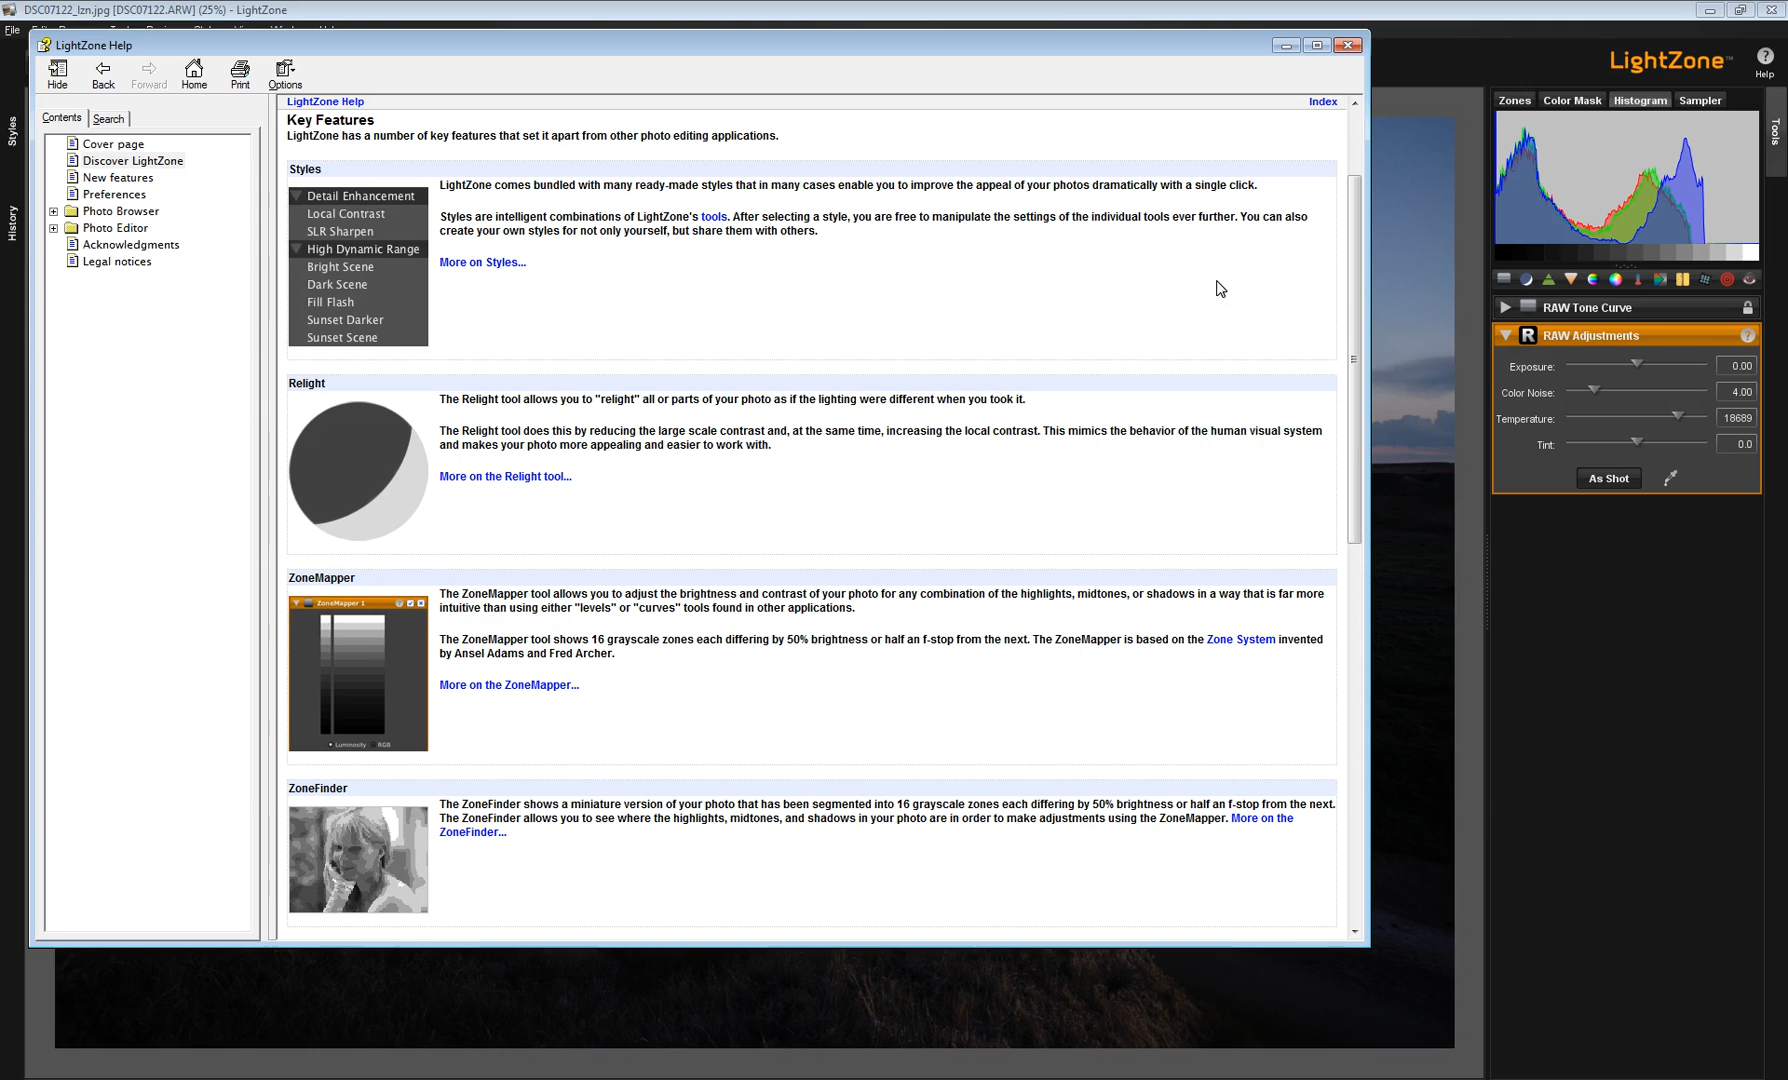 DSC07122_lzn.jpg [DSC07122.ARW] (25%) - LightZone
File
LightZone Help
Hide Back Forward Home Print Options
Contents Search
Cover page
Discover LightZone
New features
Preferences
Photo Browser
Photo Editor
Acknowledgments
Legal notices
Styles
History
LightZone Help Index
Key Features
LightZone has a number of key features that set it apart from other photo editing applications.
Styles
Detail Enhancement
Local Contrast
SLR Sharpen
High Dynamic Range
Bright Scene
Dark Scene
Fill Flash
Sunset Darker
Sunset Scene
LightZone comes bundled with many ready-made styles that in many cases enable you to improve the appeal of your photos dramatically with a single click.
Styles are intelligent combinations of LightZone's tools. After selecting a style, you are free to manipulate the settings of the individual tools ever further. You can also
create your own styles for not only yourself, but share them with others.
More on Styles...
Relight
The Relight tool allows you to "relight" all or parts of your photo as if the lighting were different when you took it.
The Relight tool does this by reducing the large scale contrast and, at the same time, increasing the local contrast. This mimics the behavior of the human visual system
and makes your photo more appealing and easier to work with.
More on the Relight tool...
ZoneMapper
ZoneMapper 1
Luminosity RGB
The ZoneMapper tool allows you to adjust the brightness and contrast of your photo for any combination of the highlights, midtones, or shadows in a way that is far more
intuitive than using either "levels" or "curves" tools found in other applications.
The ZoneMapper tool shows 16 grayscale zones each differing by 50% brightness or half an f-stop from the next. The ZoneMapper is based on the Zone System invented
by Ansel Adams and Fred Archer.
More on the ZoneMapper...
ZoneFinder
The ZoneFinder shows a miniature version of your photo that has been segmented into 16 grayscale zones each differing by 50% brightness or half an f-stop from the next.
The ZoneFinder allows you to see where the highlights, midtones, and shadows in your photo are in order to make adjustments using the ZoneMapper. More on the
ZoneFinder...
LightZone™
? Help
Zones Color Mask Histogram Sampler
Tools
RAW Tone Curve
R RAW Adjustments ?
Exposure: 0.00
Color Noise: 4.00
Temperature: 18689
Tint: 0.0
As Shot